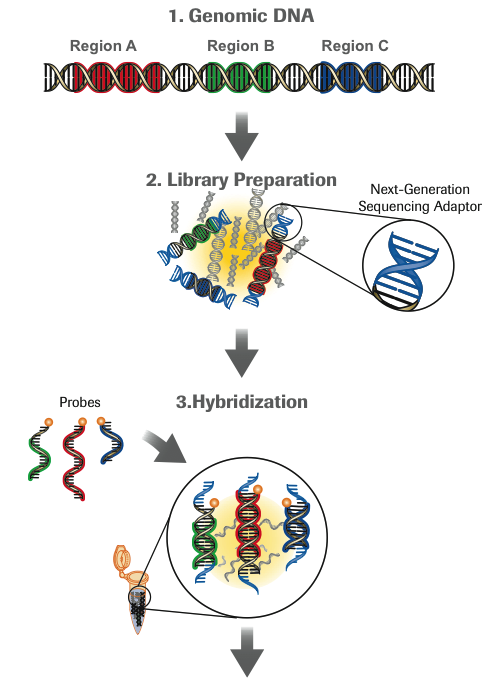 1. Genomic DNA
Region A Region B Region C
2. Library Preparation
Next-Generation
Sequencing Adaptor
3.Hybridization
Probes